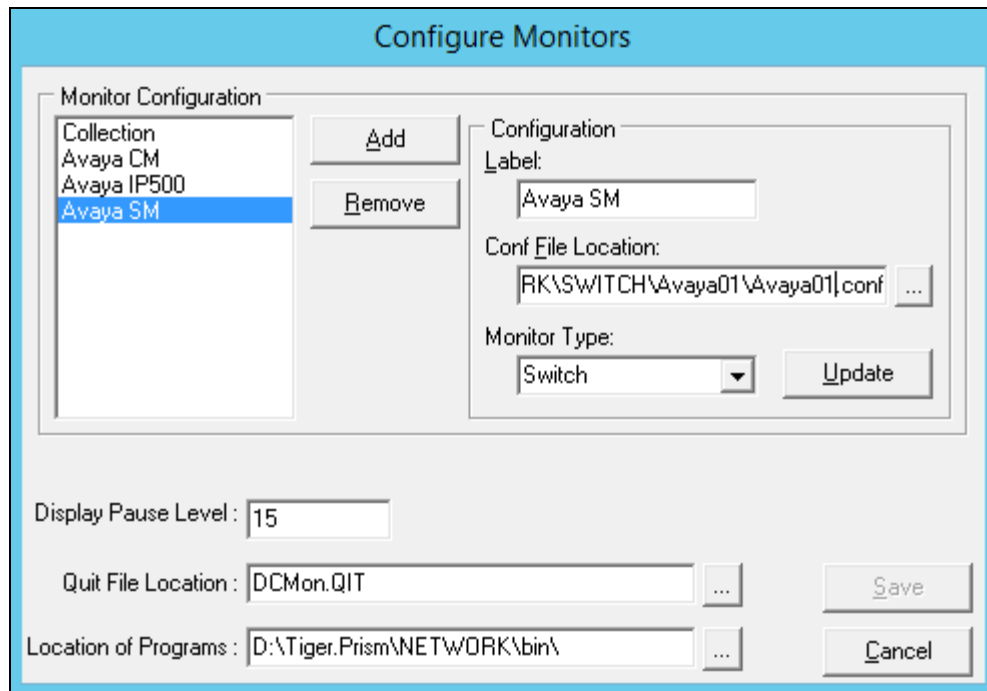 Configure Monitors
Monitor Configuration
Collection
Avaya CM
Avaya IP500
Avaya SM
Add
Remove
Configuration
Label:
Avaya SM
Conf File Location:
RK\SWITCH\Avaya01\Avaya01.conf
...
Monitor Type:
Switch
Update
Display Pause Level : 15
Quit File Location : DCMon.QIT ...
Save
Location of Programs : D:\Tiger.Prism\NETWORK\bin\ ...
Cancel